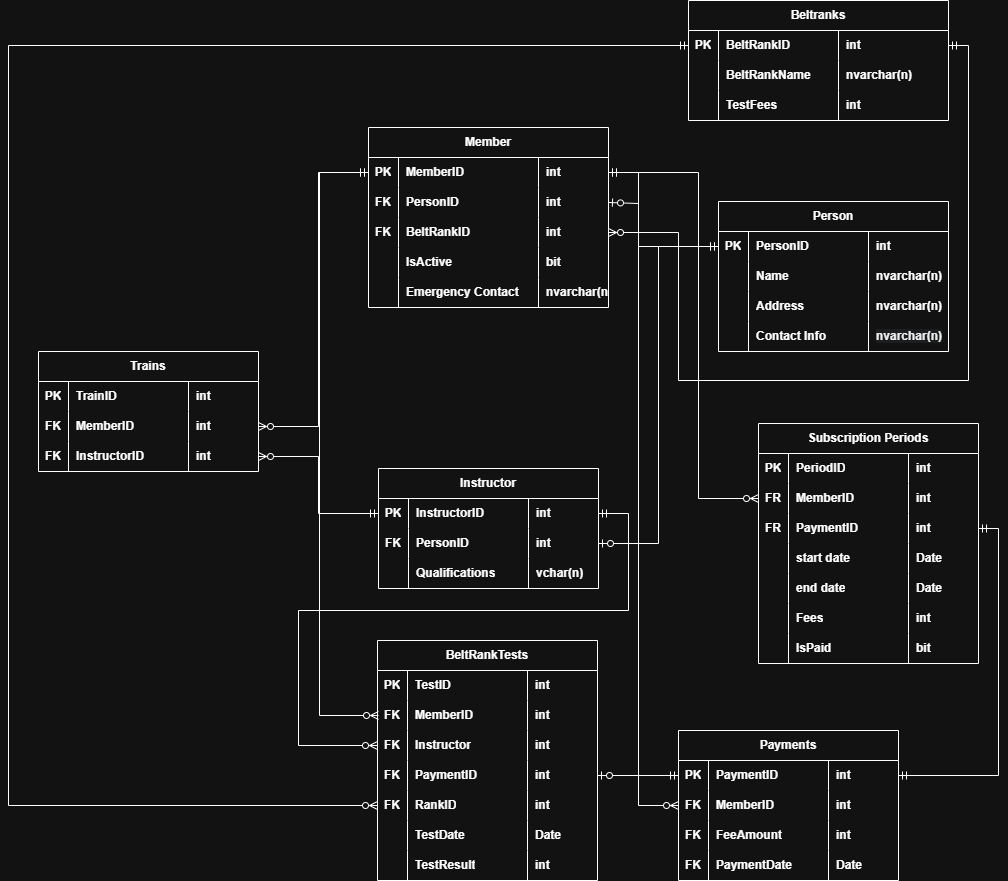 Beltranks
PK BeltRankID int
BeltRankName nvarchar(n)
TestFees int
Member
PK MemberID int
FK PersonID int
FK BeltRankID int
IsActive bit
Emergency Contact nvarchar(n
Person
PK PersonID int
Name nvarchar(n)
Address nvarchar(n)
Contact Info nvarchar(n)
Trains
PK TrainID int
FK MemberID int
FK InstructorID int
Subscription Periods
PK PeriodID int
FR MemberID int
FR PaymentID int
start date Date
end date Date
Fees int
IsPaid bit
Instructor
PK InstructorID int
FK PersonID int
Qualifications vchar(n)
BeltRankTests
PK TestID int
FK MemberID int
FK Instructor int
FK PaymentID int
FK RankID int
TestDate Date
TestResult int
Payments
PK PaymentID int
FK MemberID int
FK FeeAmount int
FK PaymentDate Date